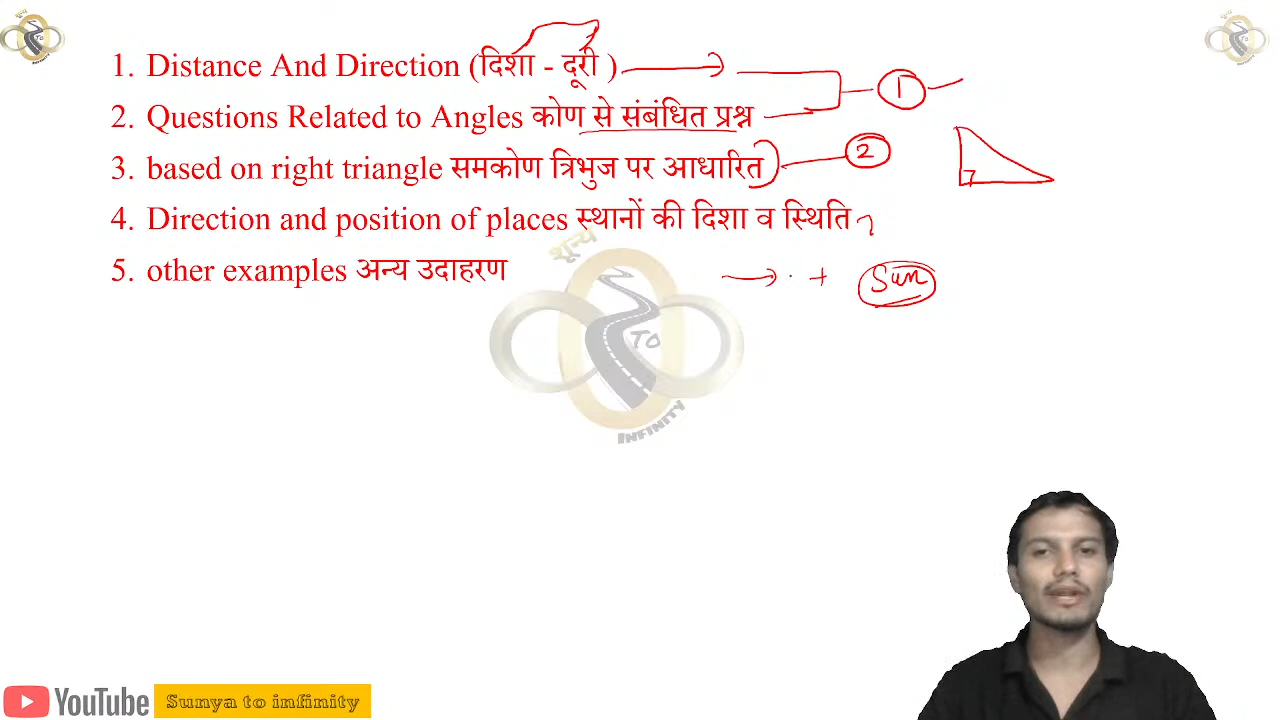 1. Distance And Direction (दिशा - दूरी )
2. Questions Related to Angles कोण से संबंधित प्रश्न
1
3. based on right triangle समकोण त्रिभुज पर आधारित
2
4. Direction and position of places स्थानों की दिशा व स्थिति
5. other examples अन्य उदाहरण
+ Sun
शून्य
TO
INFINITY
YouTube Sunya to infinity